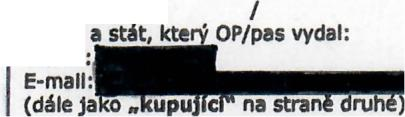 /
a stát, který OP/pas vydal:
:
E-mail:
(dále jako „kupující“ na straně druhé)